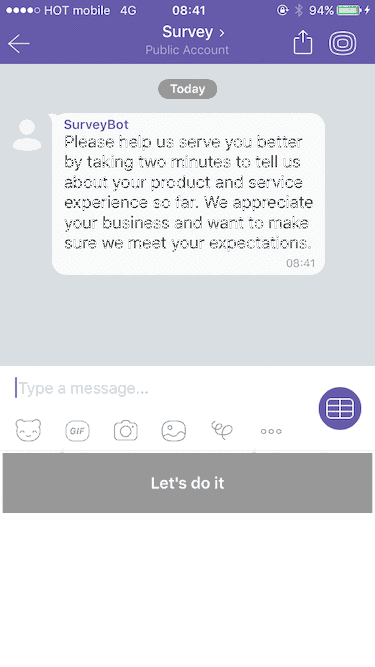 HOT mobile 4G 08:41 94%
Survey
Public Account
Today
SurveyBot
Please help us serve you better
by taking two minutes to tell us
about your product and service
experience so far. We appreciate
your business and want to make
sure we meet your expectations.
08:41
Type a message...
GIF
Let's do it